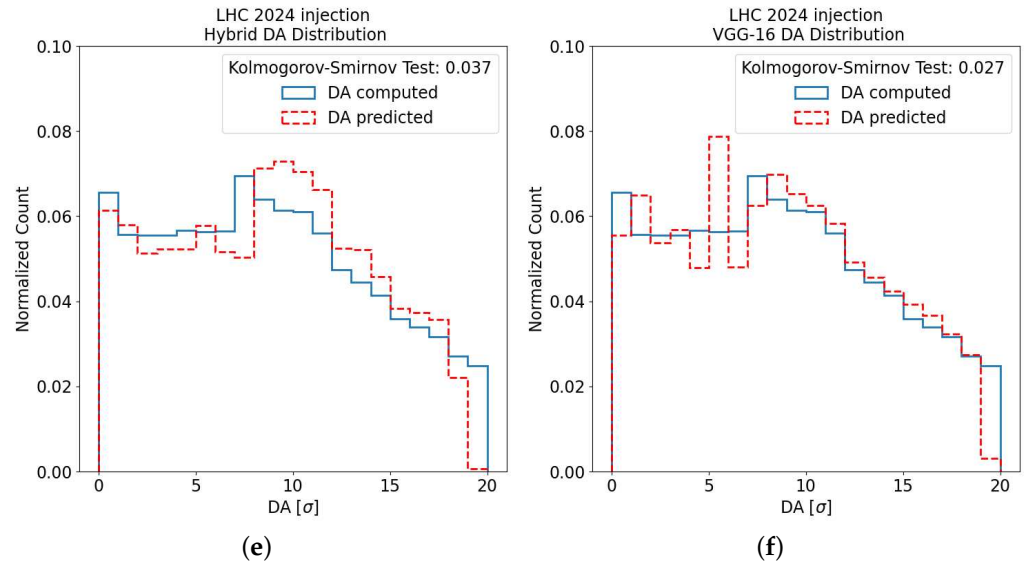 LHC 2024 injection
Hybrid DA Distribution
Kolmogorov-Smirnov Test: 0.037
DA computed
DA predicted
Normalized Count
0.10
0.08
0.06
0.04
0.02
0.00
0 5 10 15 20
DA [σ]
(e)
LHC 2024 injection
VGG-16 DA Distribution
Kolmogorov-Smirnov Test: 0.027
DA computed
DA predicted
Normalized Count
0.10
0.08
0.06
0.04
0.02
0.00
0 5 10 15 20
DA [σ]
(f)